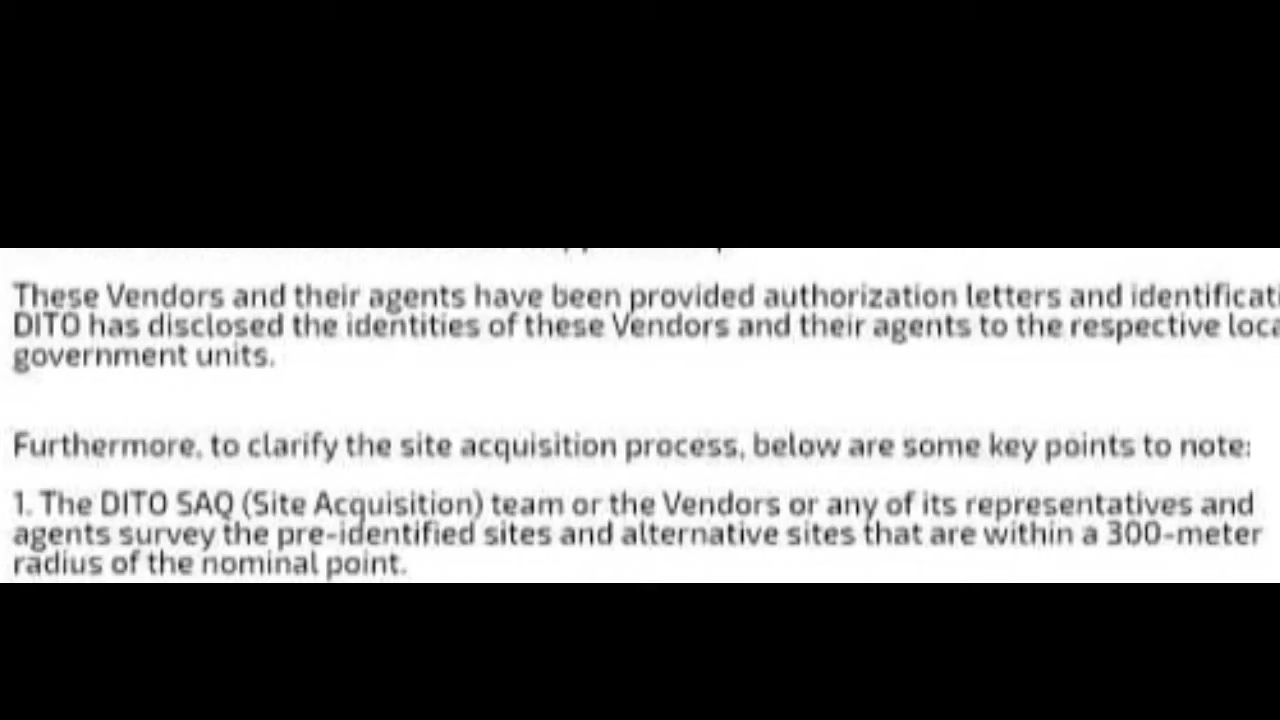 These Vendors and their agents have been provided authorization letters and identificati
DITO has disclosed the identities of these Vendors and their agents to the respective loca
government units.
Furthermore, to clarify the site acquisition process, below are some key points to note:
1. The DITO SAQ (Site Acquisition) team or the Vendors or any of its representatives and
agents survey the pre-identified sites and alternative sites that are within a 300-meter
radius of the nominal point.